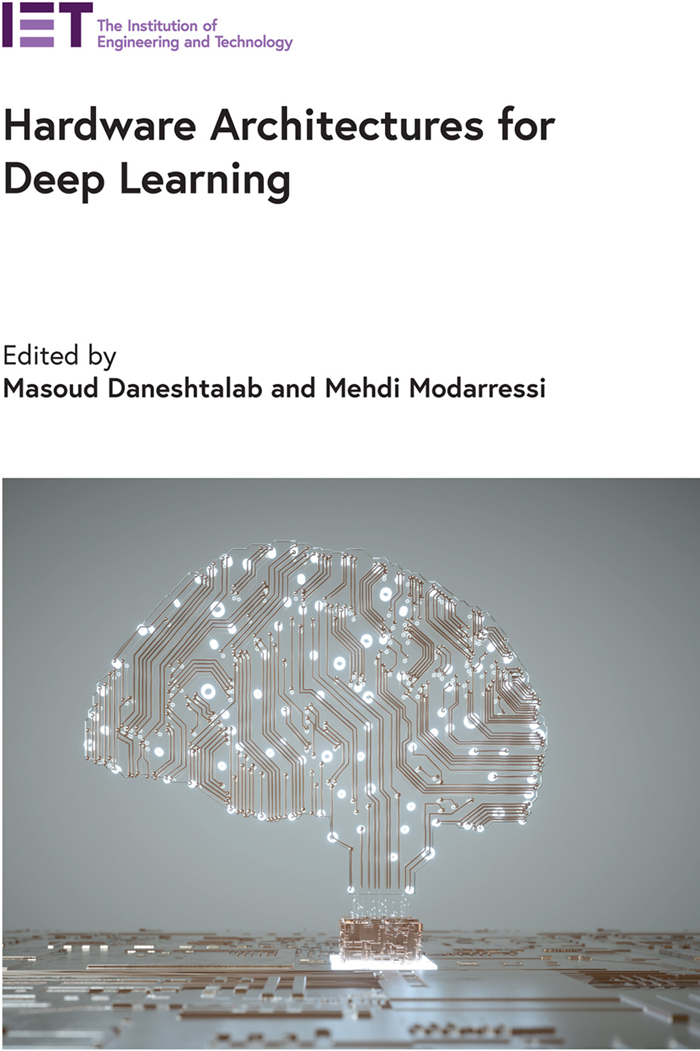 IET The Institution of
Engineering and Technology
Hardware Architectures for
Deep Learning
Edited by
Masoud Daneshtalab and Mehdi Modarressi